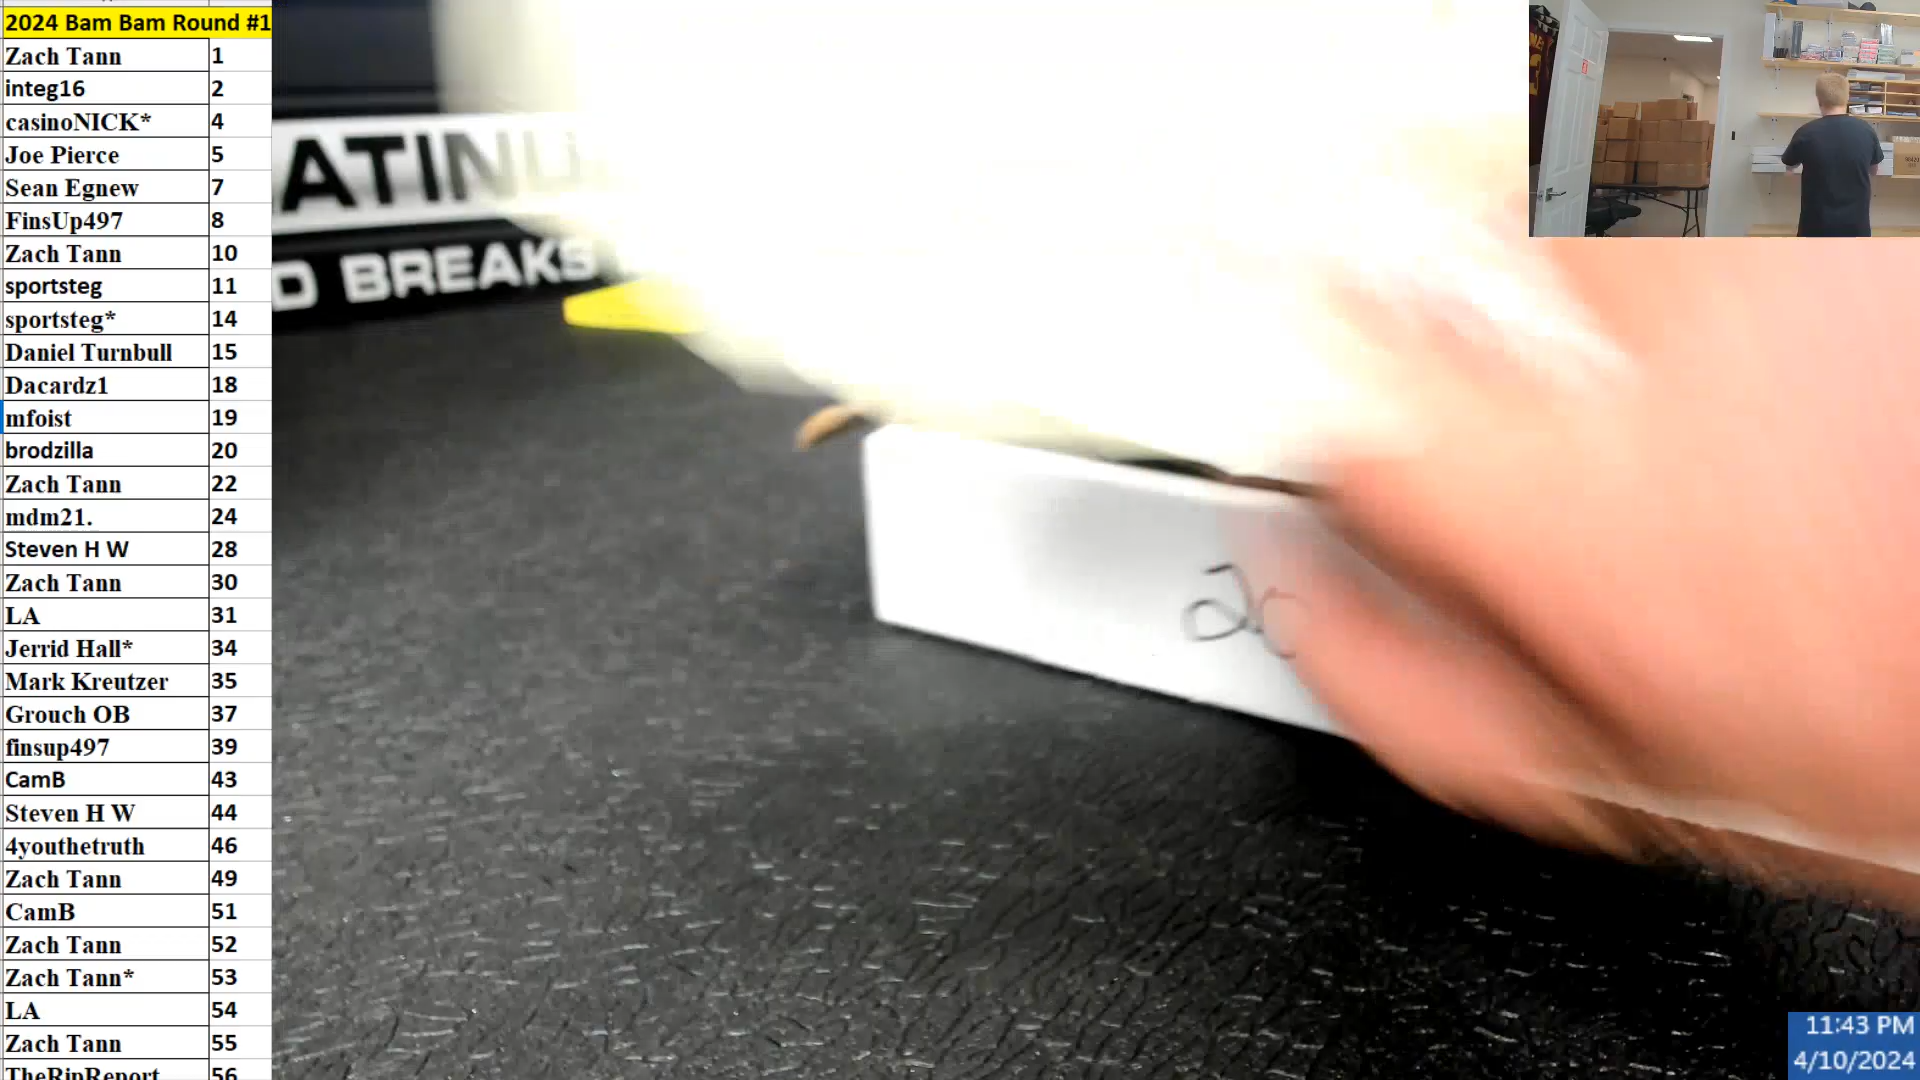 2024 Bam Bam Round #1
Zach Tann 1
integ16 2
casinoNICK* 4
Joe Pierce 5
Sean Egnew 7
FinsUp497 8
Zach Tann 10
sportsteg 11
sportsteg* 14
Daniel Turnbull 15
Dacardz1 18
mfoist 19
brodzilla 20
Zach Tann 22
mdm21. 24
Steven H W 28
Zach Tann 30
LA 31
Jerrid Hall* 34
Mark Kreutzer 35
Grouch OB 37
finsup497 39
CamB 43
Steven H W 44
4youthetruth 46
Zach Tann 49
CamB 51
Zach Tann 52
Zach Tann* 53
LA 54
Zach Tann 55
TheRipReport 56
ATINU
BREAKS
11:43 PM
4/10/2024